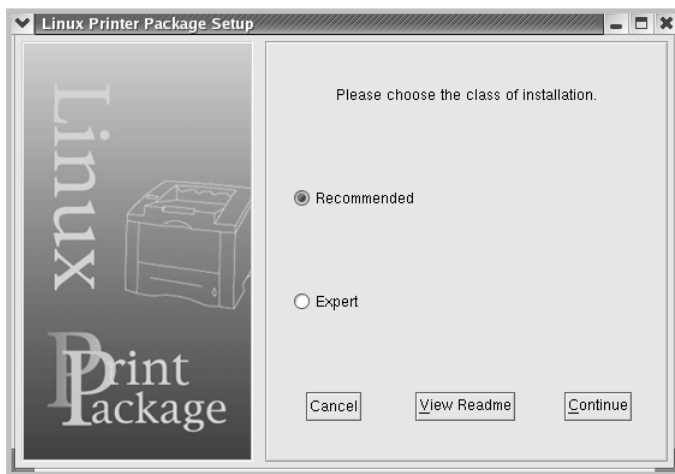 Linux Printer Package Setup
Linux
Print
Package
Please choose the class of installation.
Recommended
Expert
Cancel
View Readme
Continue